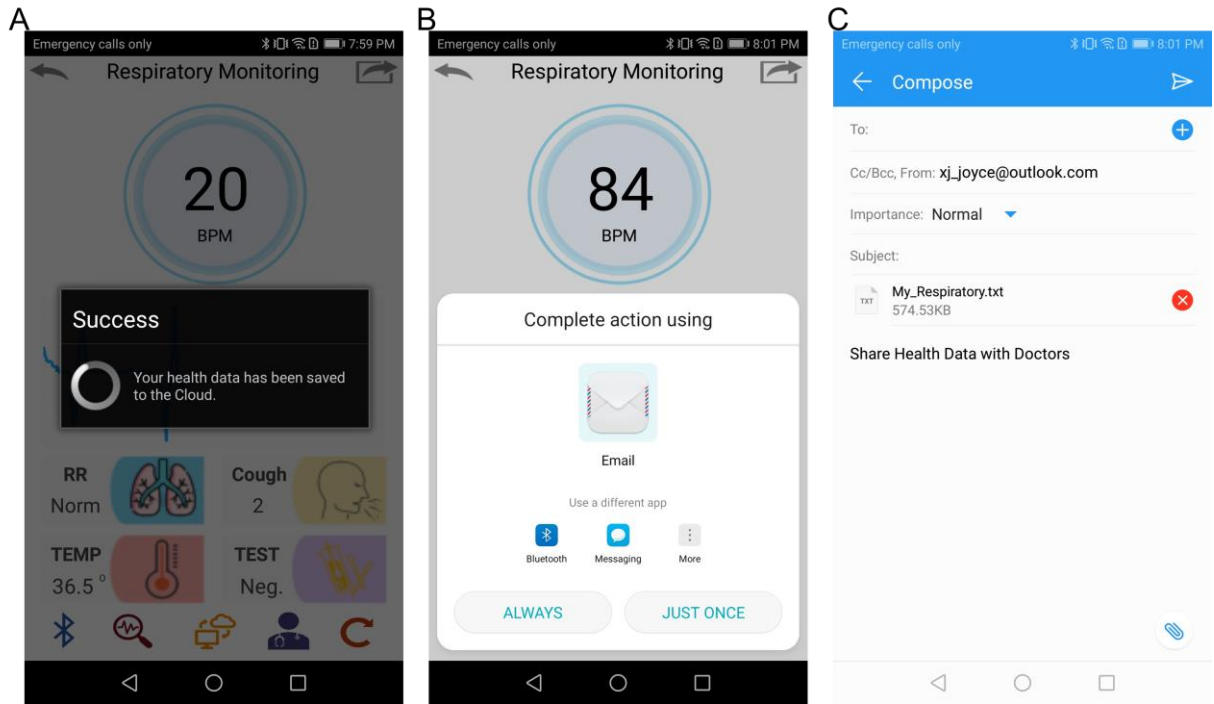 A
Emergency calls only
7:59 PM
Respiratory Monitoring
20
BPM
Success
Your health data has been saved
to the Cloud.
RR
Norm
Cough
2
TEMP
36.5 °
TEST
Neg.
B
Emergency calls only
8:01 PM
Respiratory Monitoring
84
BPM
Complete action using
Email
Use a different app
Bluetooth
Messaging
More
ALWAYS
JUST ONCE
C
Emergency calls only
8:01 PM
Compose
To:
Cc/Bcc, From: xj_joyce@outlook.com
Importance: Normal
Subject:
TXT
My_Respiratory.txt
574.53KB
Share Health Data with Doctors